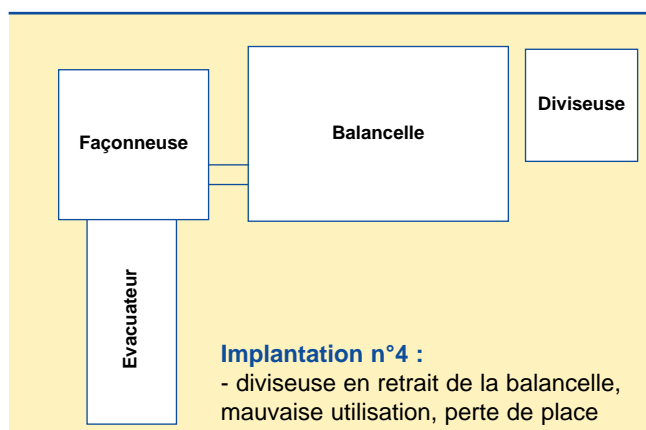 Façonneuse
Balancelle
Diviseuse
Evacuateur
Implantation n°4 :
- diviseuse en retrait de la balancelle,
mauvaise utilisation, perte de place